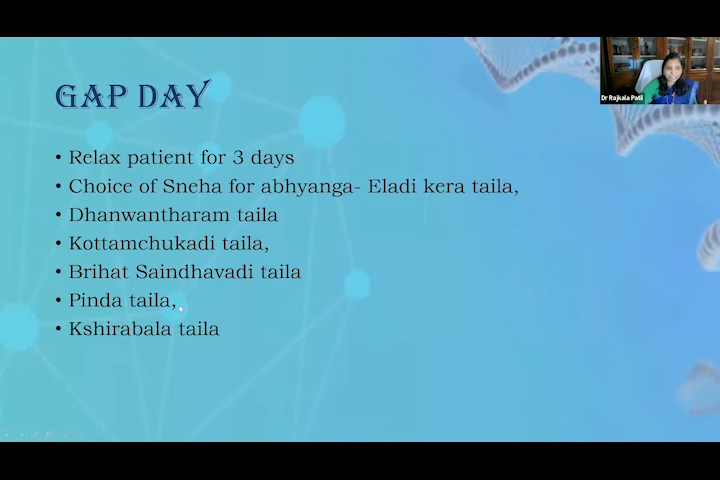 GAP DAY
• Relax patient for 3 days
• Choice of Sneha for abhyanga- Eladi kera taila,
• Dhanwantharam taila
• Kottamchukadi taila,
• Brihat Saindhavadi taila
• Pinda taila,
• Kshirabala taila
Dr Rajkala Patil